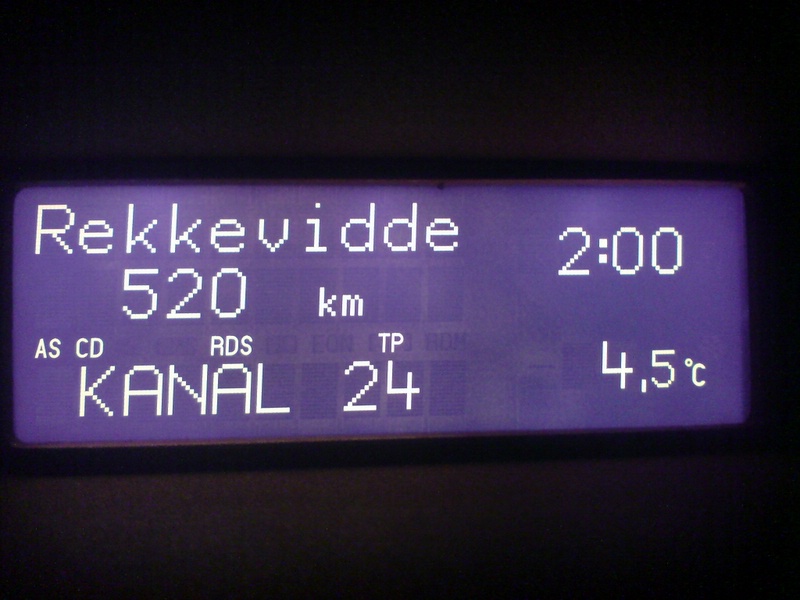 Rekkevidde 2:00
520 km
AS CD RDS TP
KANAL 24 4,5°C